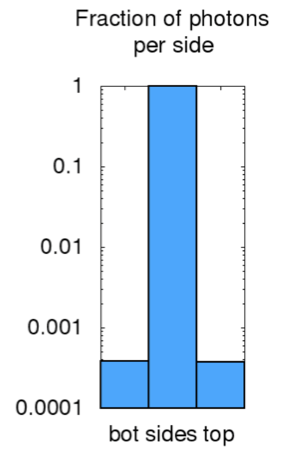 Fraction of photons
per side
1
0.1
0.01
0.001
0.0001
bot sides top